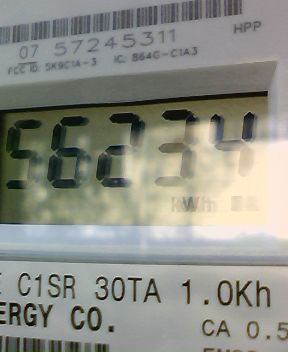 HPP
07 57245311
FCC ID: SK9C1A-3 IC: 864G-C1A3
56234
kWh
C1SR 30TA 1.0Kh
ERGY CO.
CA 0.5